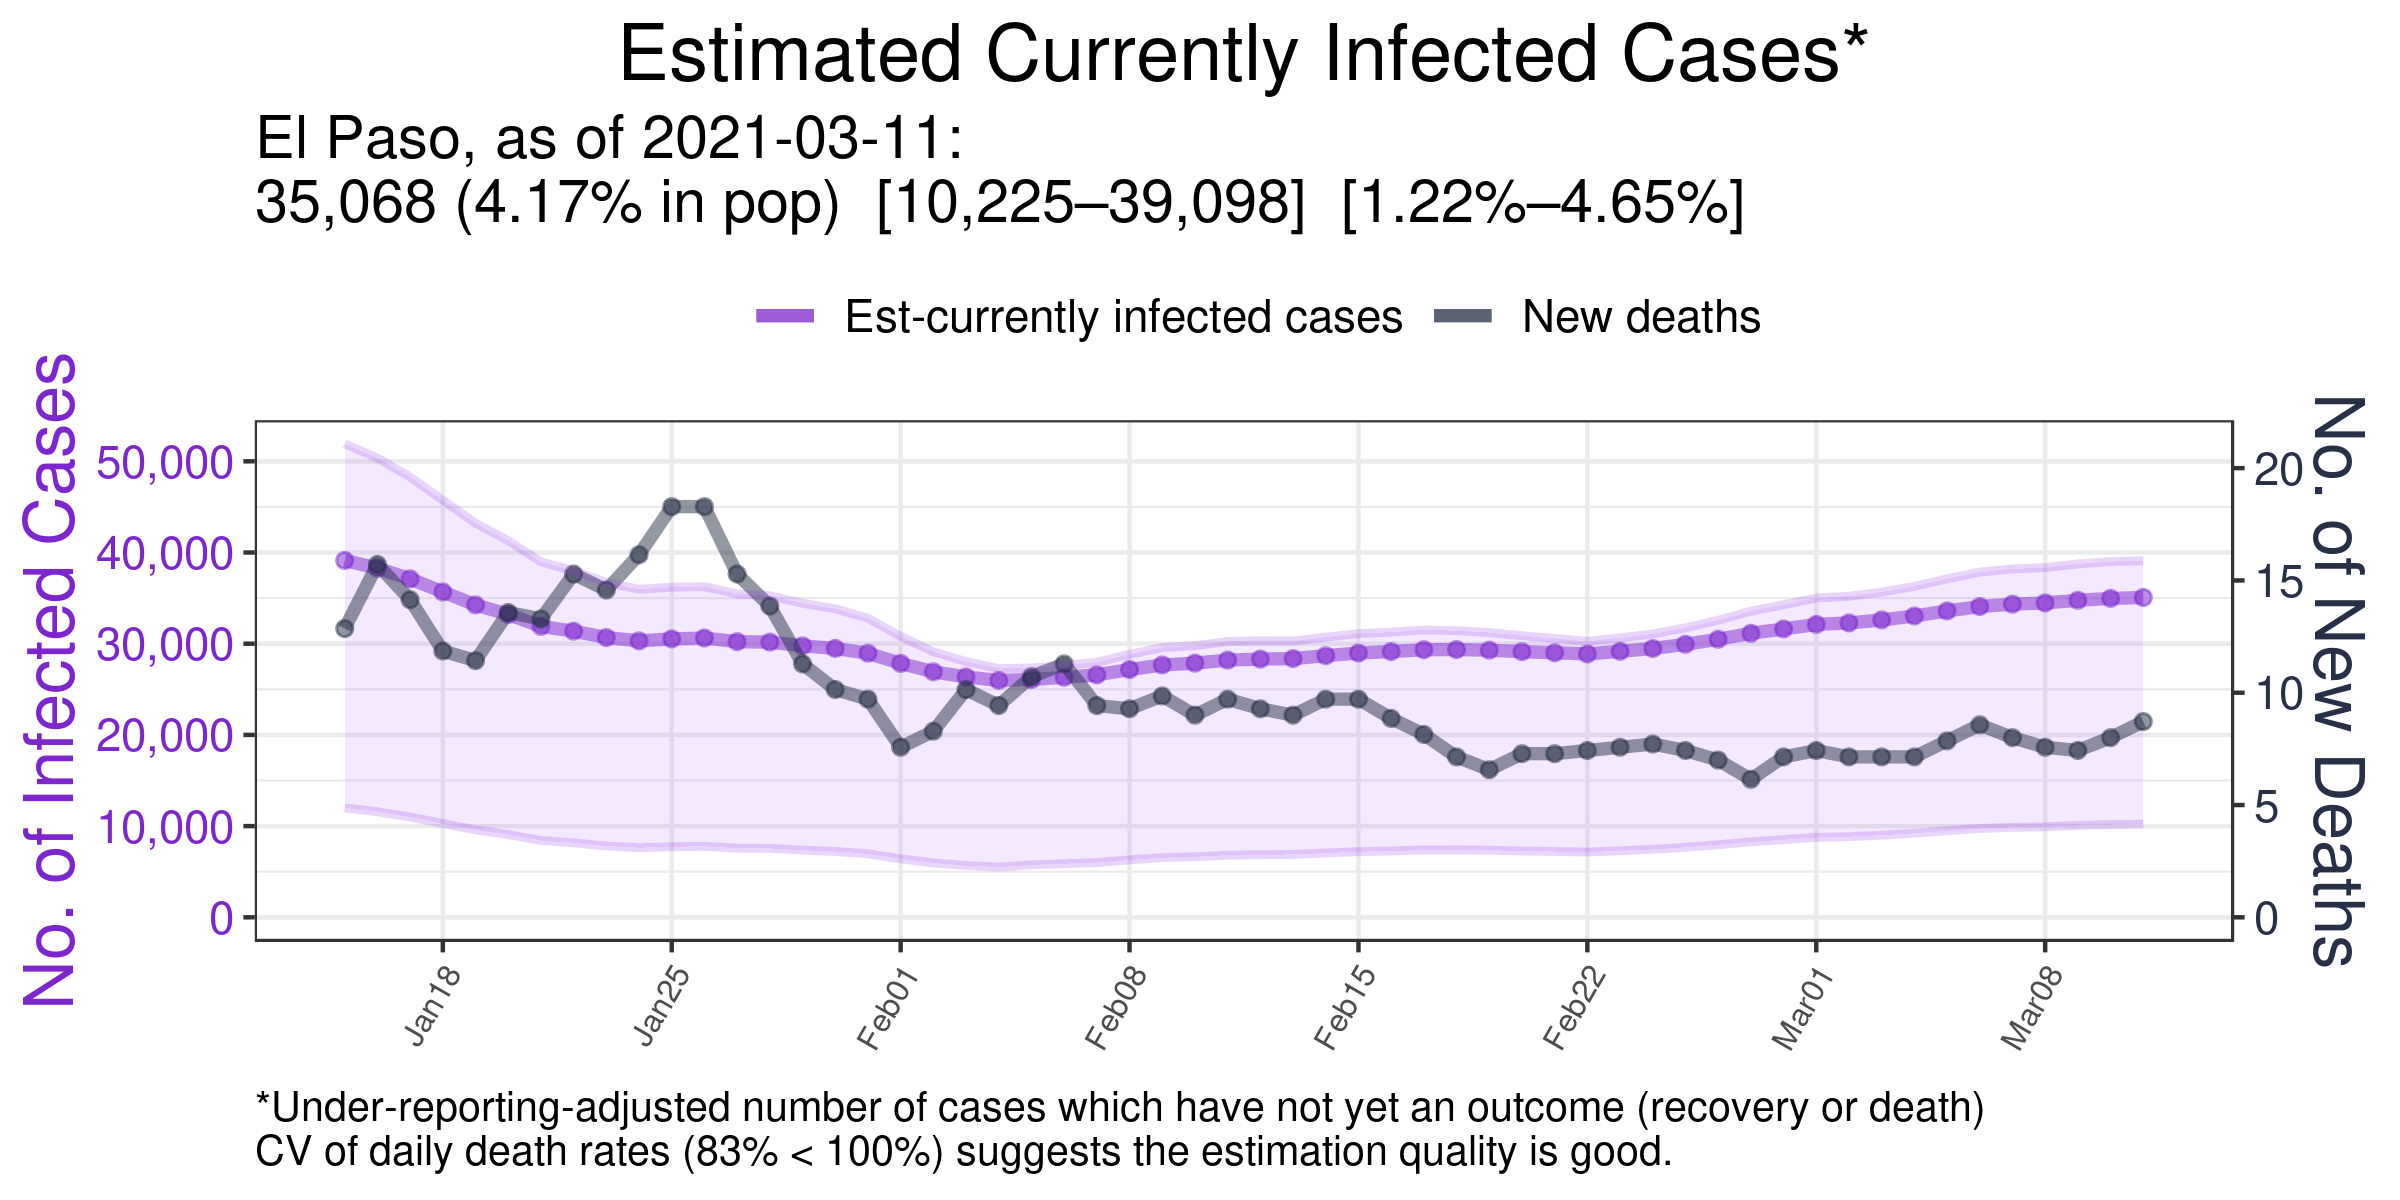 Estimated Currently Infected Cases*
El Paso, as of 2021-03-11:
35,068 (4.17% in pop)  [10,225–39,098]  [1.22%–4.65%]
Est-currently infected cases
New deaths
No. of Infected Cases
50,000
40,000
30,000
20,000
10,000
0
20
15
10
5
0
No. of New Deaths
Jan18
Jan25
Feb01
Feb08
Feb15
Feb22
Mar01
Mar08
*Under-reporting-adjusted number of cases which have not yet an outcome (recovery or death)
CV of daily death rates (83% < 100%) suggests the estimation quality is good.